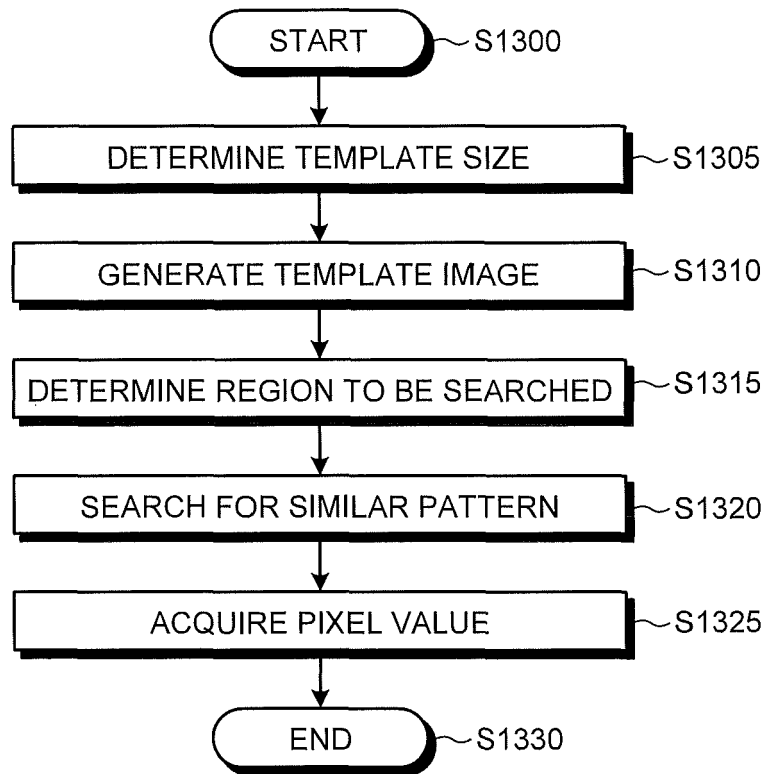 START S1300
DETERMINE TEMPLATE SIZE S1305
GENERATE TEMPLATE IMAGE S1310
DETERMINE REGION TO BE SEARCHED S1315
SEARCH FOR SIMILAR PATTERN S1320
ACQUIRE PIXEL VALUE S1325
END S1330